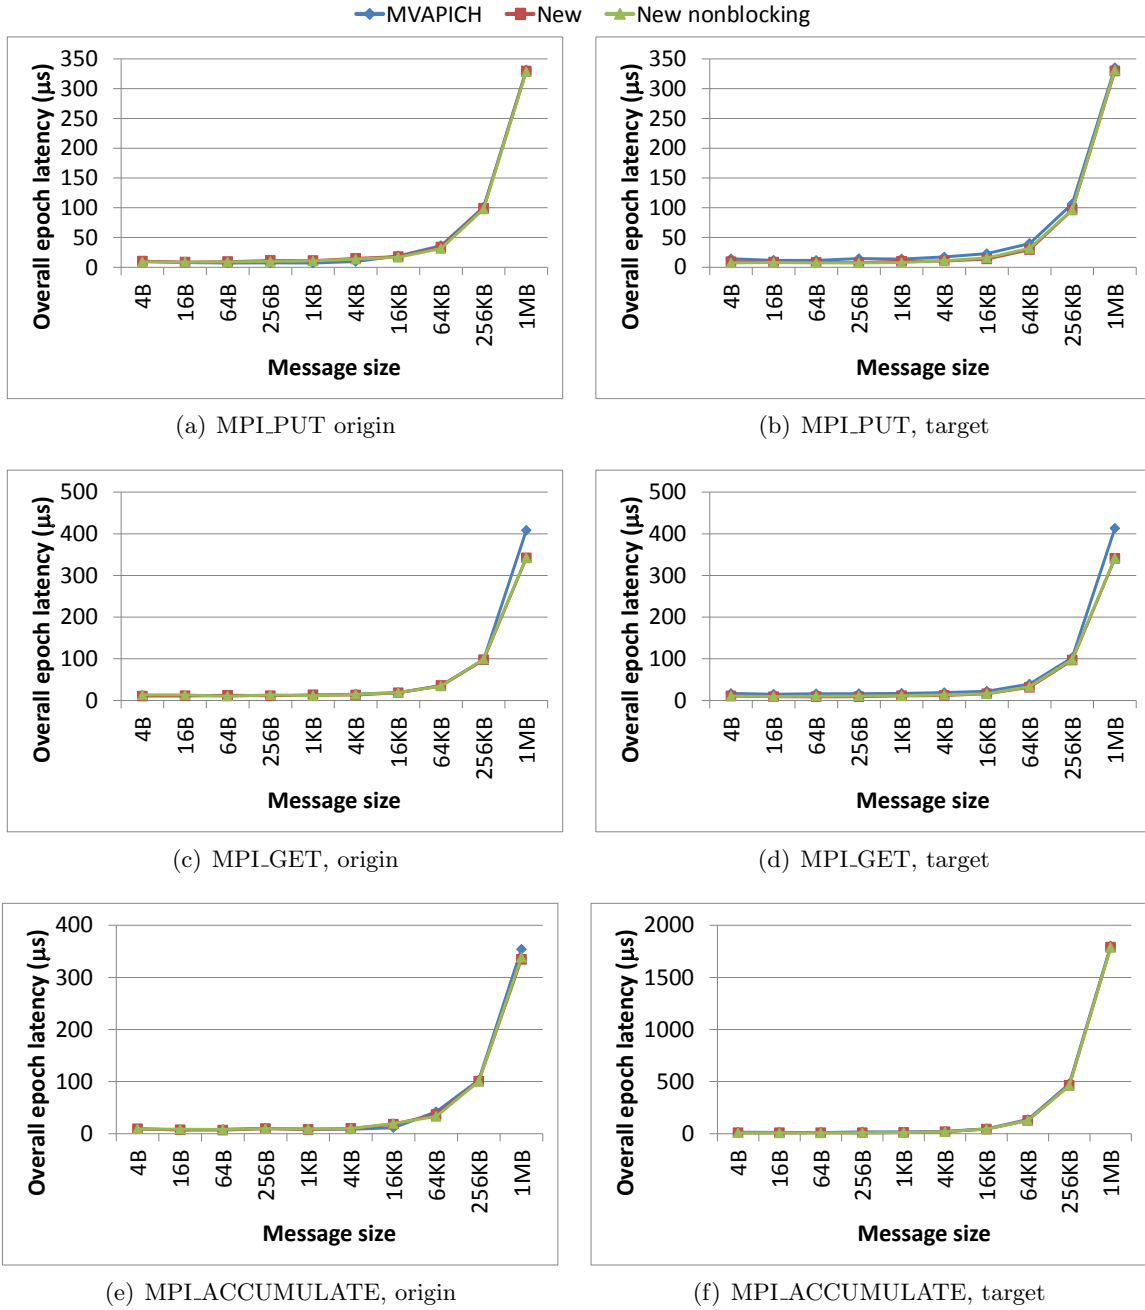 MVAPICH New New nonblocking
Overall epoch latency (μs)
350
300
250
200
150
100
50
0
4B
16B
64B
256B
1KB
4KB
16KB
64KB
256KB
1MB
Message size
(a) MPI_PUT origin
Overall epoch latency (μs)
350
300
250
200
150
100
50
0
4B
16B
64B
256B
1KB
4KB
16KB
64KB
256KB
1MB
Message size
(b) MPI_PUT, target
Overall epoch latency (μs)
500
400
300
200
100
0
4B
16B
64B
256B
1KB
4KB
16KB
64KB
256KB
1MB
Message size
(c) MPI_GET, origin
Overall epoch latency (μs)
500
400
300
200
100
0
4B
16B
64B
256B
1KB
4KB
16KB
64KB
256KB
1MB
Message size
(d) MPI_GET, target
Overall epoch latency (μs)
400
300
200
100
0
4B
16B
64B
256B
1KB
4KB
16KB
64KB
256KB
1MB
Message size
(e) MPI_ACCUMULATE, origin
Overall epoch latency (μs)
2000
1500
1000
500
0
4B
16B
64B
256B
1KB
4KB
16KB
64KB
256KB
1MB
Message size
(f) MPI_ACCUMULATE, target